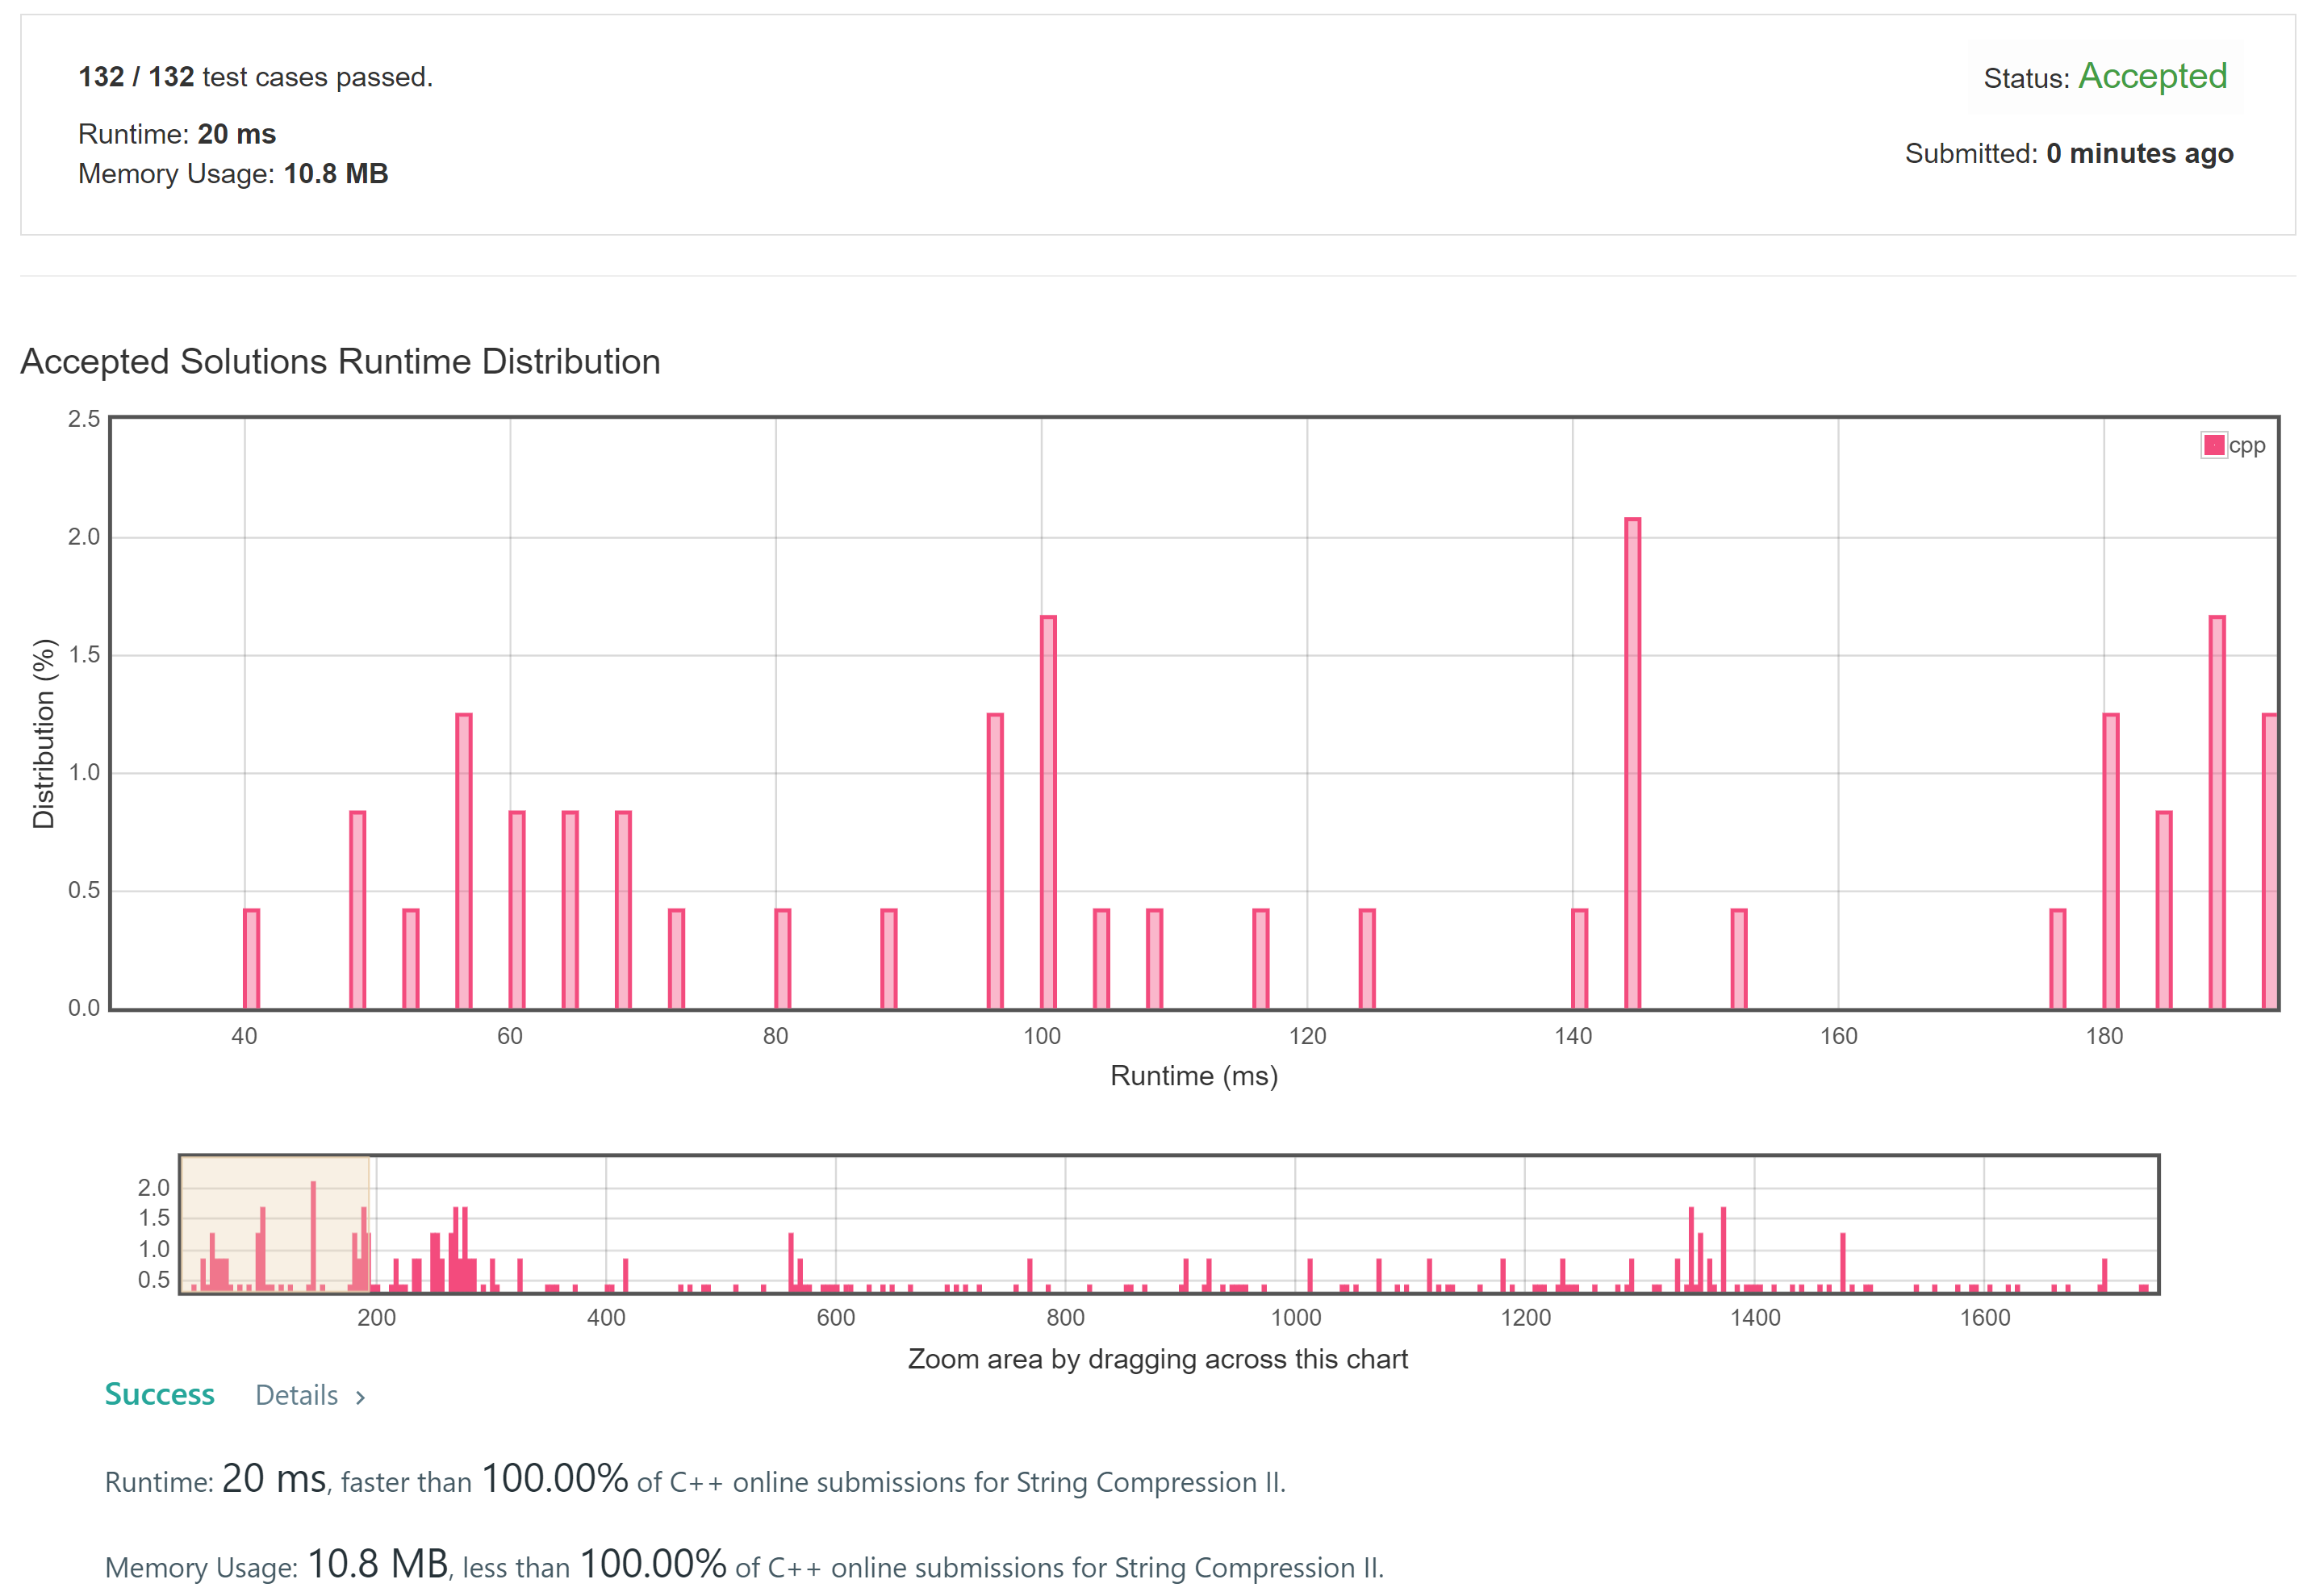 132 / 132 test cases passed.
Status: Accepted
Runtime: 20 ms
Submitted: 0 minutes ago
Memory Usage: 10.8 MB
Accepted Solutions Runtime Distribution
2.5
cpp
2.0
1.5
1.0
0.5
0.0
Distribution (%)
40 60 80 100 120 140 160 180
Runtime (ms)
2.0
1.5
1.0
0.5
200 400 600 800 1000 1200 1400 1600
Zoom area by dragging across this chart
Success Details ›
Runtime: 20 ms, faster than 100.00% of C++ online submissions for String Compression II.
Memory Usage: 10.8 MB, less than 100.00% of C++ online submissions for String Compression II.